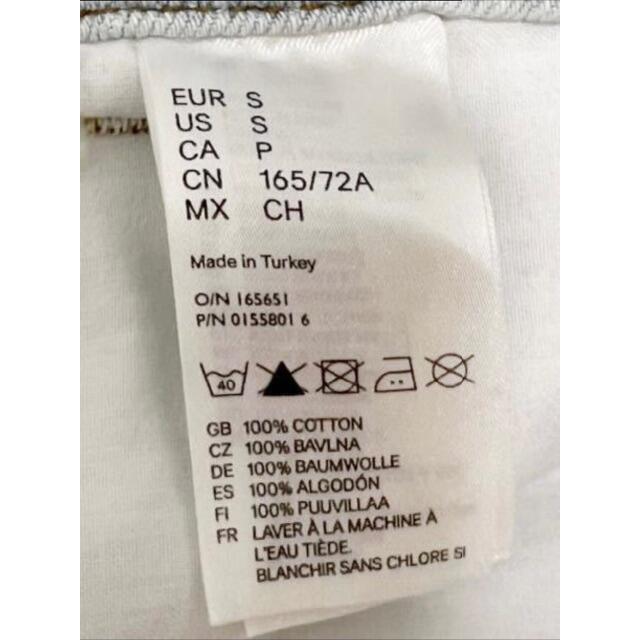 EUR S
US S
CA P
CN 165/72A
MX CH
Made in Turkey
O/N 165651
P/N 0155801 6
40
GB 100% COTTON
CZ 100% BAVLNA
DE 100% BAUMWOLLE
ES 100% ALGODÓN
FI 100% PUUVILLAA
FR LAVER À LA MACHINE À
L'EAU TIÈDE.
BLANCHIR SANS CHLORE SI